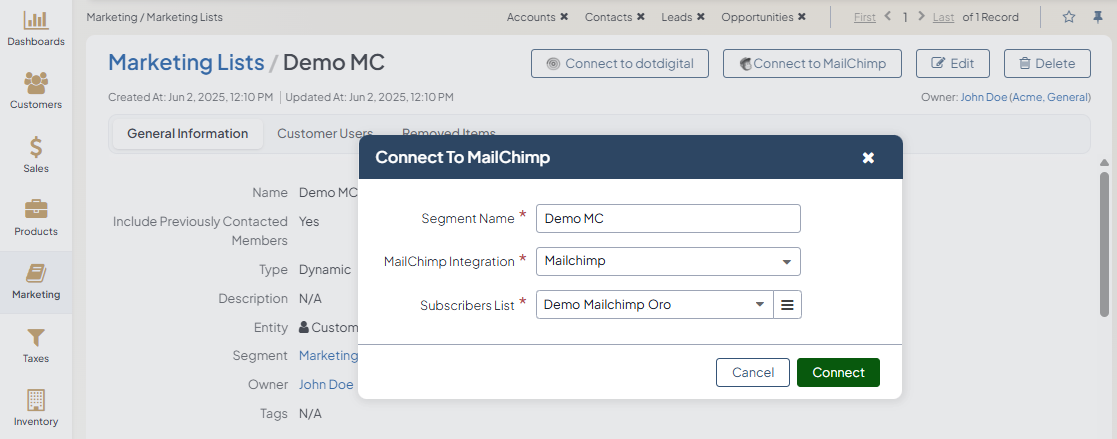 Marketing / Marketing Lists
Accounts ✖ Contacts ✖ Leads ✖ Opportunities ✖
First < 1 > Last of 1 Record
Dashboards
Customers
Sales
Products
Marketing
Taxes
Inventory
Marketing Lists / Demo MC
Connect to dotdigital
Connect to MailChimp
Edit
Delete
Created At: Jun 2, 2025, 12:10 PM | Updated At: Jun 2, 2025, 12:10 PM
Owner: John Doe (Acme, General)
General Information Customer Users Removed Items
Name Demo MC
Include Previously Contacted Yes
Members
Type Dynamic
Description N/A
Entity Custom
Segment Marketing
Owner John Doe
Tags N/A
Connect To MailChimp ✖
Segment Name * Demo MC
MailChimp Integration * Mailchimp
Subscribers List * Demo Mailchimp Oro
Cancel Connect